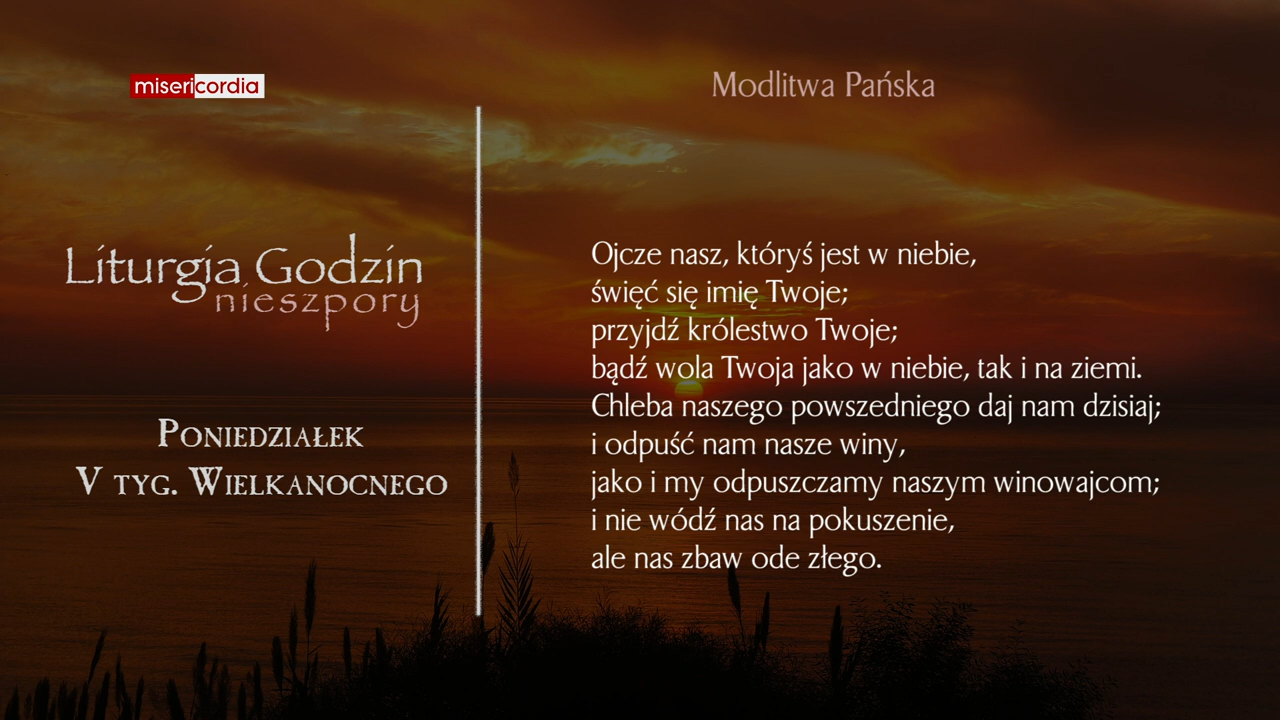 misericordia
Liturgia Godzin
nieszpory
Poniedziałek
V tyg. Wielkanocnego
Modlitwa Pańska
Ojcze nasz, któryś jest w niebie,
święć się imię Twoje;
przyjdź królestwo Twoje;
bądź wola Twoja jako w niebie, tak i na ziemi.
Chleba naszego powszedniego daj nam dzisiaj;
i odpuść nam nasze winy,
jako i my odpuszczamy naszym winowajcom;
i nie wódź nas na pokuszenie,
ale nas zbaw ode złego.